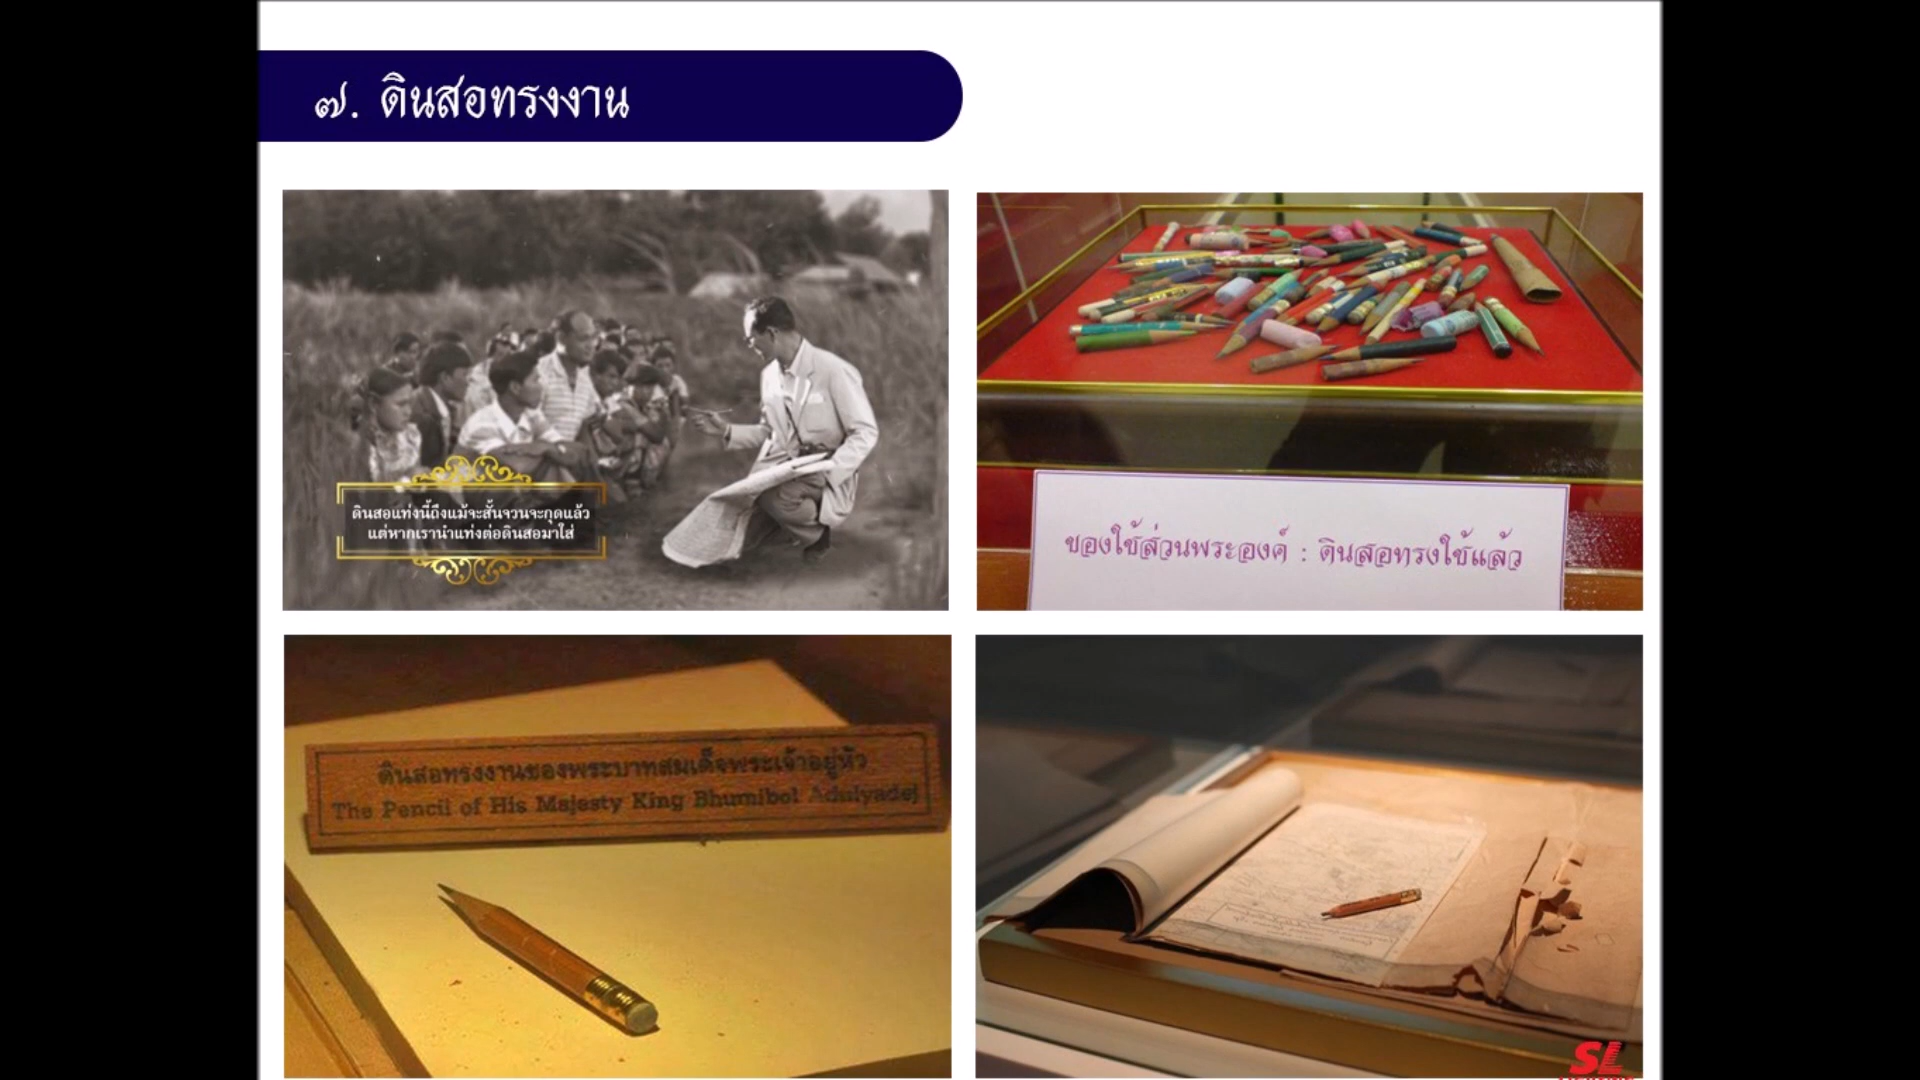 ๗. ดินสอทรงงาน
ดินสอแท่งนี้ถึงแม้จะสั้นจวนจะกุดแล้ว
แต่หากเรานำแท่งต่อดินสอมาใส่
ของใช้ส่วนพระองค์ : ดินสอทรงใช้แล้ว
ดินสอทรงงานของพระบาทสมเด็จพระเจ้าอยู่หัว
The Pencil of His Majesty King Bhumibol Adulyadej
SL